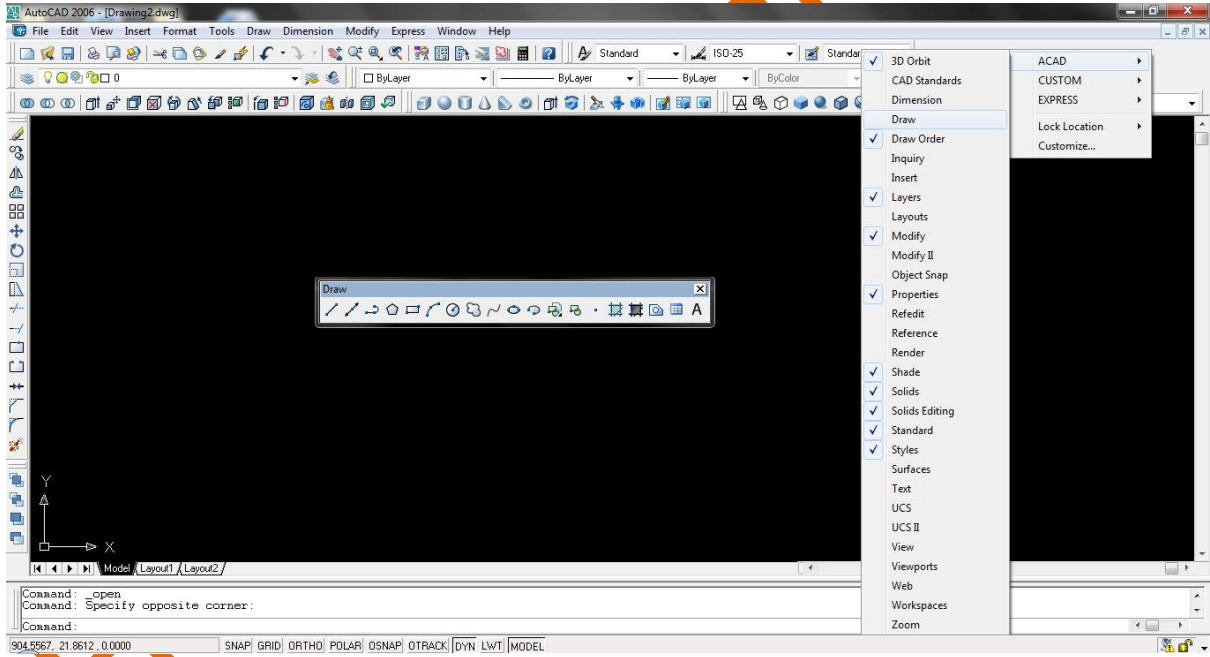 AutoCAD 2006 - [Drawing2.dwg]
File Edit View Insert Format Tools Draw Dimension Modify Express Window Help
Standard ISO-25 Standar
0 ByLayer ByLayer ByLayer ByColor
3D Orbit
CAD Standards
Dimension
Draw
Draw Order
Inquiry
Insert
Layers
Layouts
Modify
Modify II
Object Snap
Properties
Refedit
Reference
Render
Shade
Solids
Solids Editing
Standard
Styles
Surfaces
Text
UCS
UCS II
View
Viewports
Web
Workspaces
Zoom
ACAD
CUSTOM
EXPRESS
Lock Location
Customize...
Draw
A
Y
X
Model Layout1 Layout2
Command: _open
Command: Specify opposite corner:
Command:
904.5567, 21.8612, 0.0000 SNAP GRID ORTHO POLAR OSNAP OTRACK DYN LWT MODEL